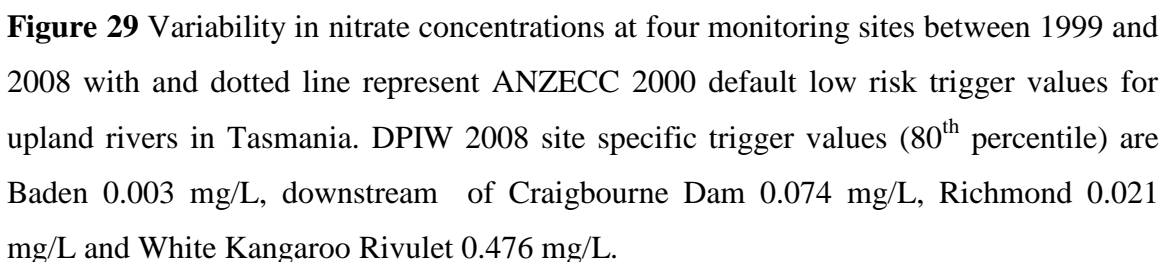 Figure 29 Variability in nitrate concentrations at four monitoring sites between 1999 and
2008 with and dotted line represent ANZECC 2000 default low risk trigger values for
upland rivers in Tasmania. DPIW 2008 site specific trigger values (80th percentile) are
Baden 0.003 mg/L, downstream of Craigbourne Dam 0.074 mg/L, Richmond 0.021
mg/L and White Kangaroo Rivulet 0.476 mg/L.